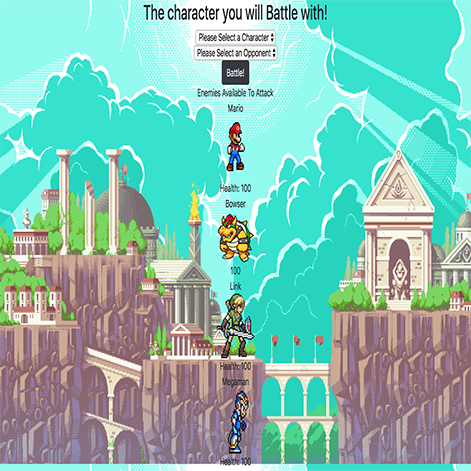 The character you will Battle with!
Please Select a Character
Please Select an Opponent
Battle!
Enemies Available To Attack
Mario
Health: 100
Bowser
100
Link
Health: 100
Megaman
Health: 100